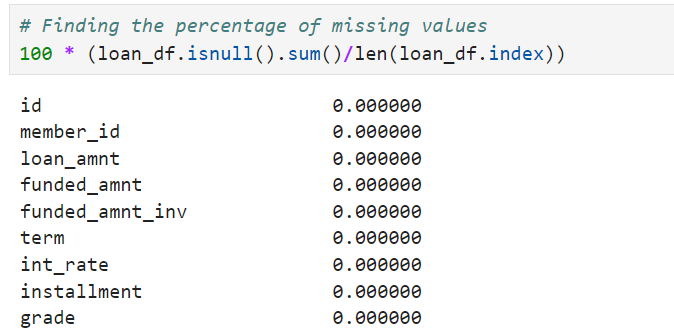 # Finding the percentage of missing values
100 * (loan_df.isnull().sum()/len(loan_df.index))
id 0.000000
member_id 0.000000
loan_amnt 0.000000
funded_amnt 0.000000
funded_amnt_inv 0.000000
term 0.000000
int_rate 0.000000
installment 0.000000
grade 0.000000